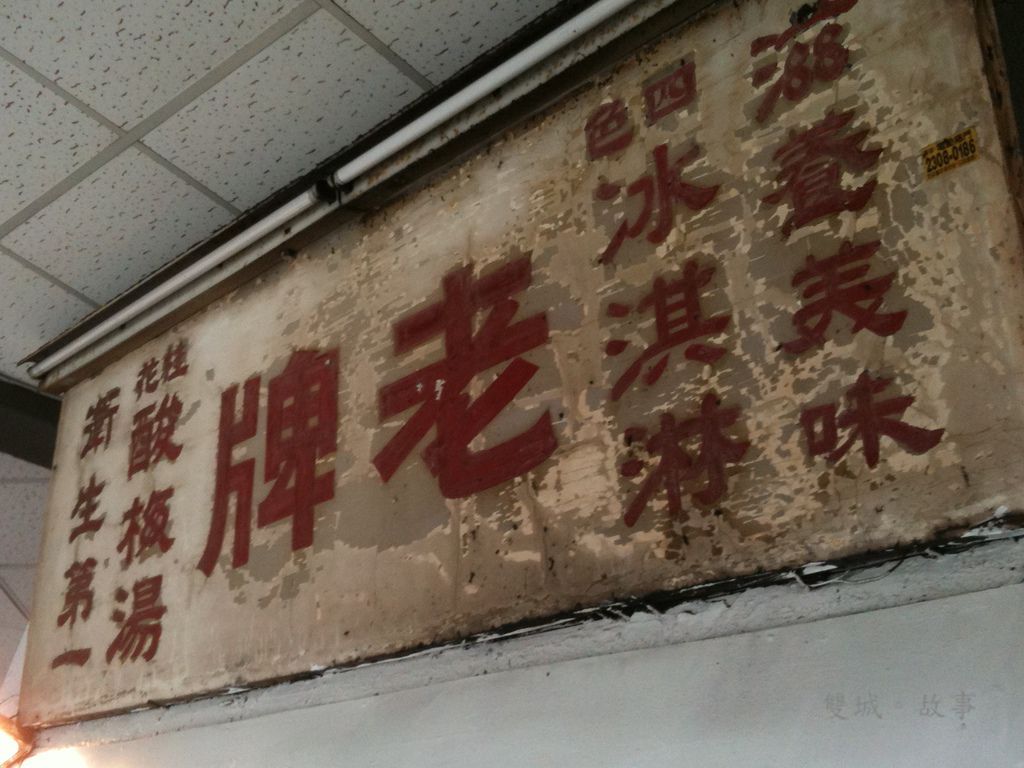 滋養美味
四色
冰淇淋
老牌
桂花
酸梅湯
衛生第一
2308-0186
雙城·故事